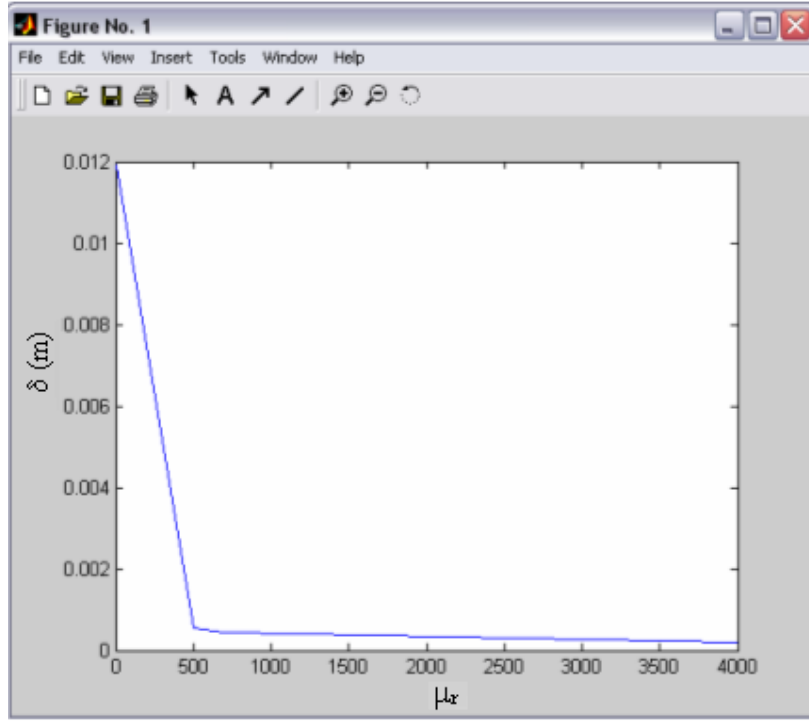 Figure No. 1
File Edit View Insert Tools Window Help
A
0.012
0.01
0.008
0.006
0.004
0.002
0
δ (m)
0 500 1000 1500 2000 2500 3000 3500 4000
μr